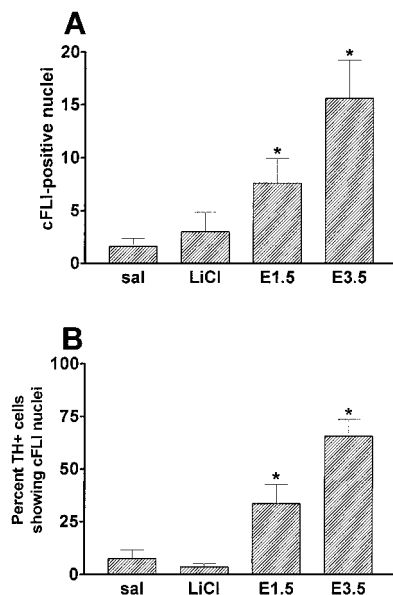 A
cFLI-positive nuclei
20
15
10
5
0
*
*
sal LiCl E1.5 E3.5
B
Percent TH+ cells
showing cFLI nuclei
100
75
50
25
0
*
*
sal LiCl E1.5 E3.5